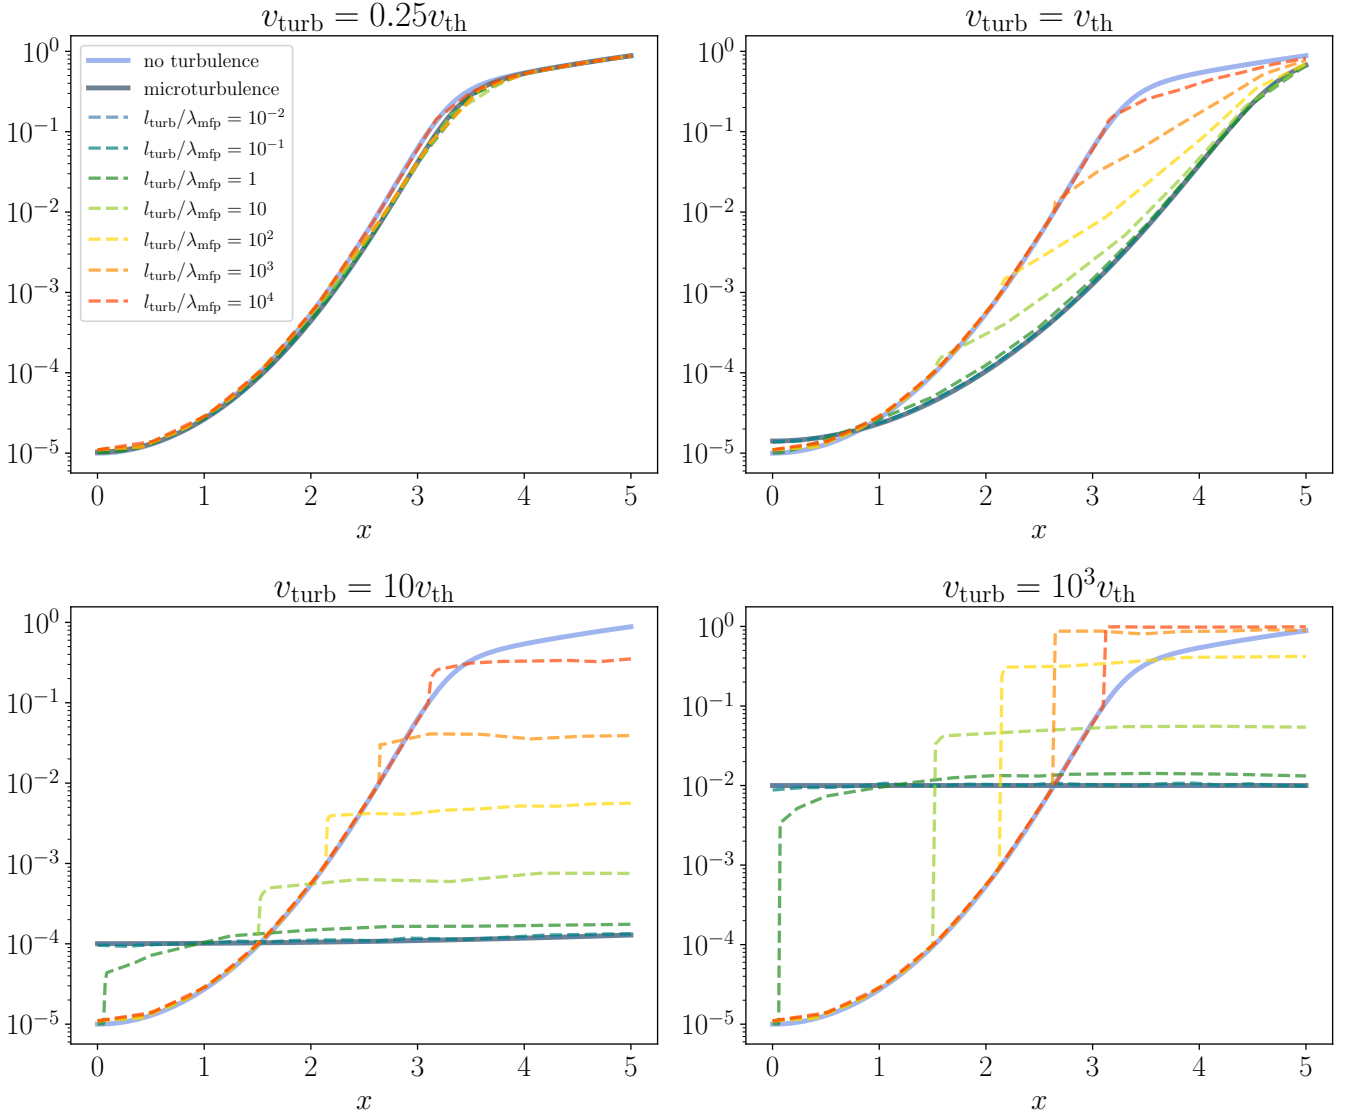 v_turb = 0.25v_th
10^0
10^-1
10^-2
10^-3
10^-4
10^-5
no turbulence
microturbulence
l_turb/λ_mfp = 10^-2
l_turb/λ_mfp = 10^-1
l_turb/λ_mfp = 1
l_turb/λ_mfp = 10
l_turb/λ_mfp = 10^2
l_turb/λ_mfp = 10^3
l_turb/λ_mfp = 10^4
0 1 2 3 4 5
x
v_turb = v_th
10^0
10^-1
10^-2
10^-3
10^-4
10^-5
0 1 2 3 4 5
x
v_turb = 10v_th
10^0
10^-1
10^-2
10^-3
10^-4
10^-5
0 1 2 3 4 5
x
v_turb = 10^3v_th
10^0
10^-1
10^-2
10^-3
10^-4
10^-5
0 1 2 3 4 5
x